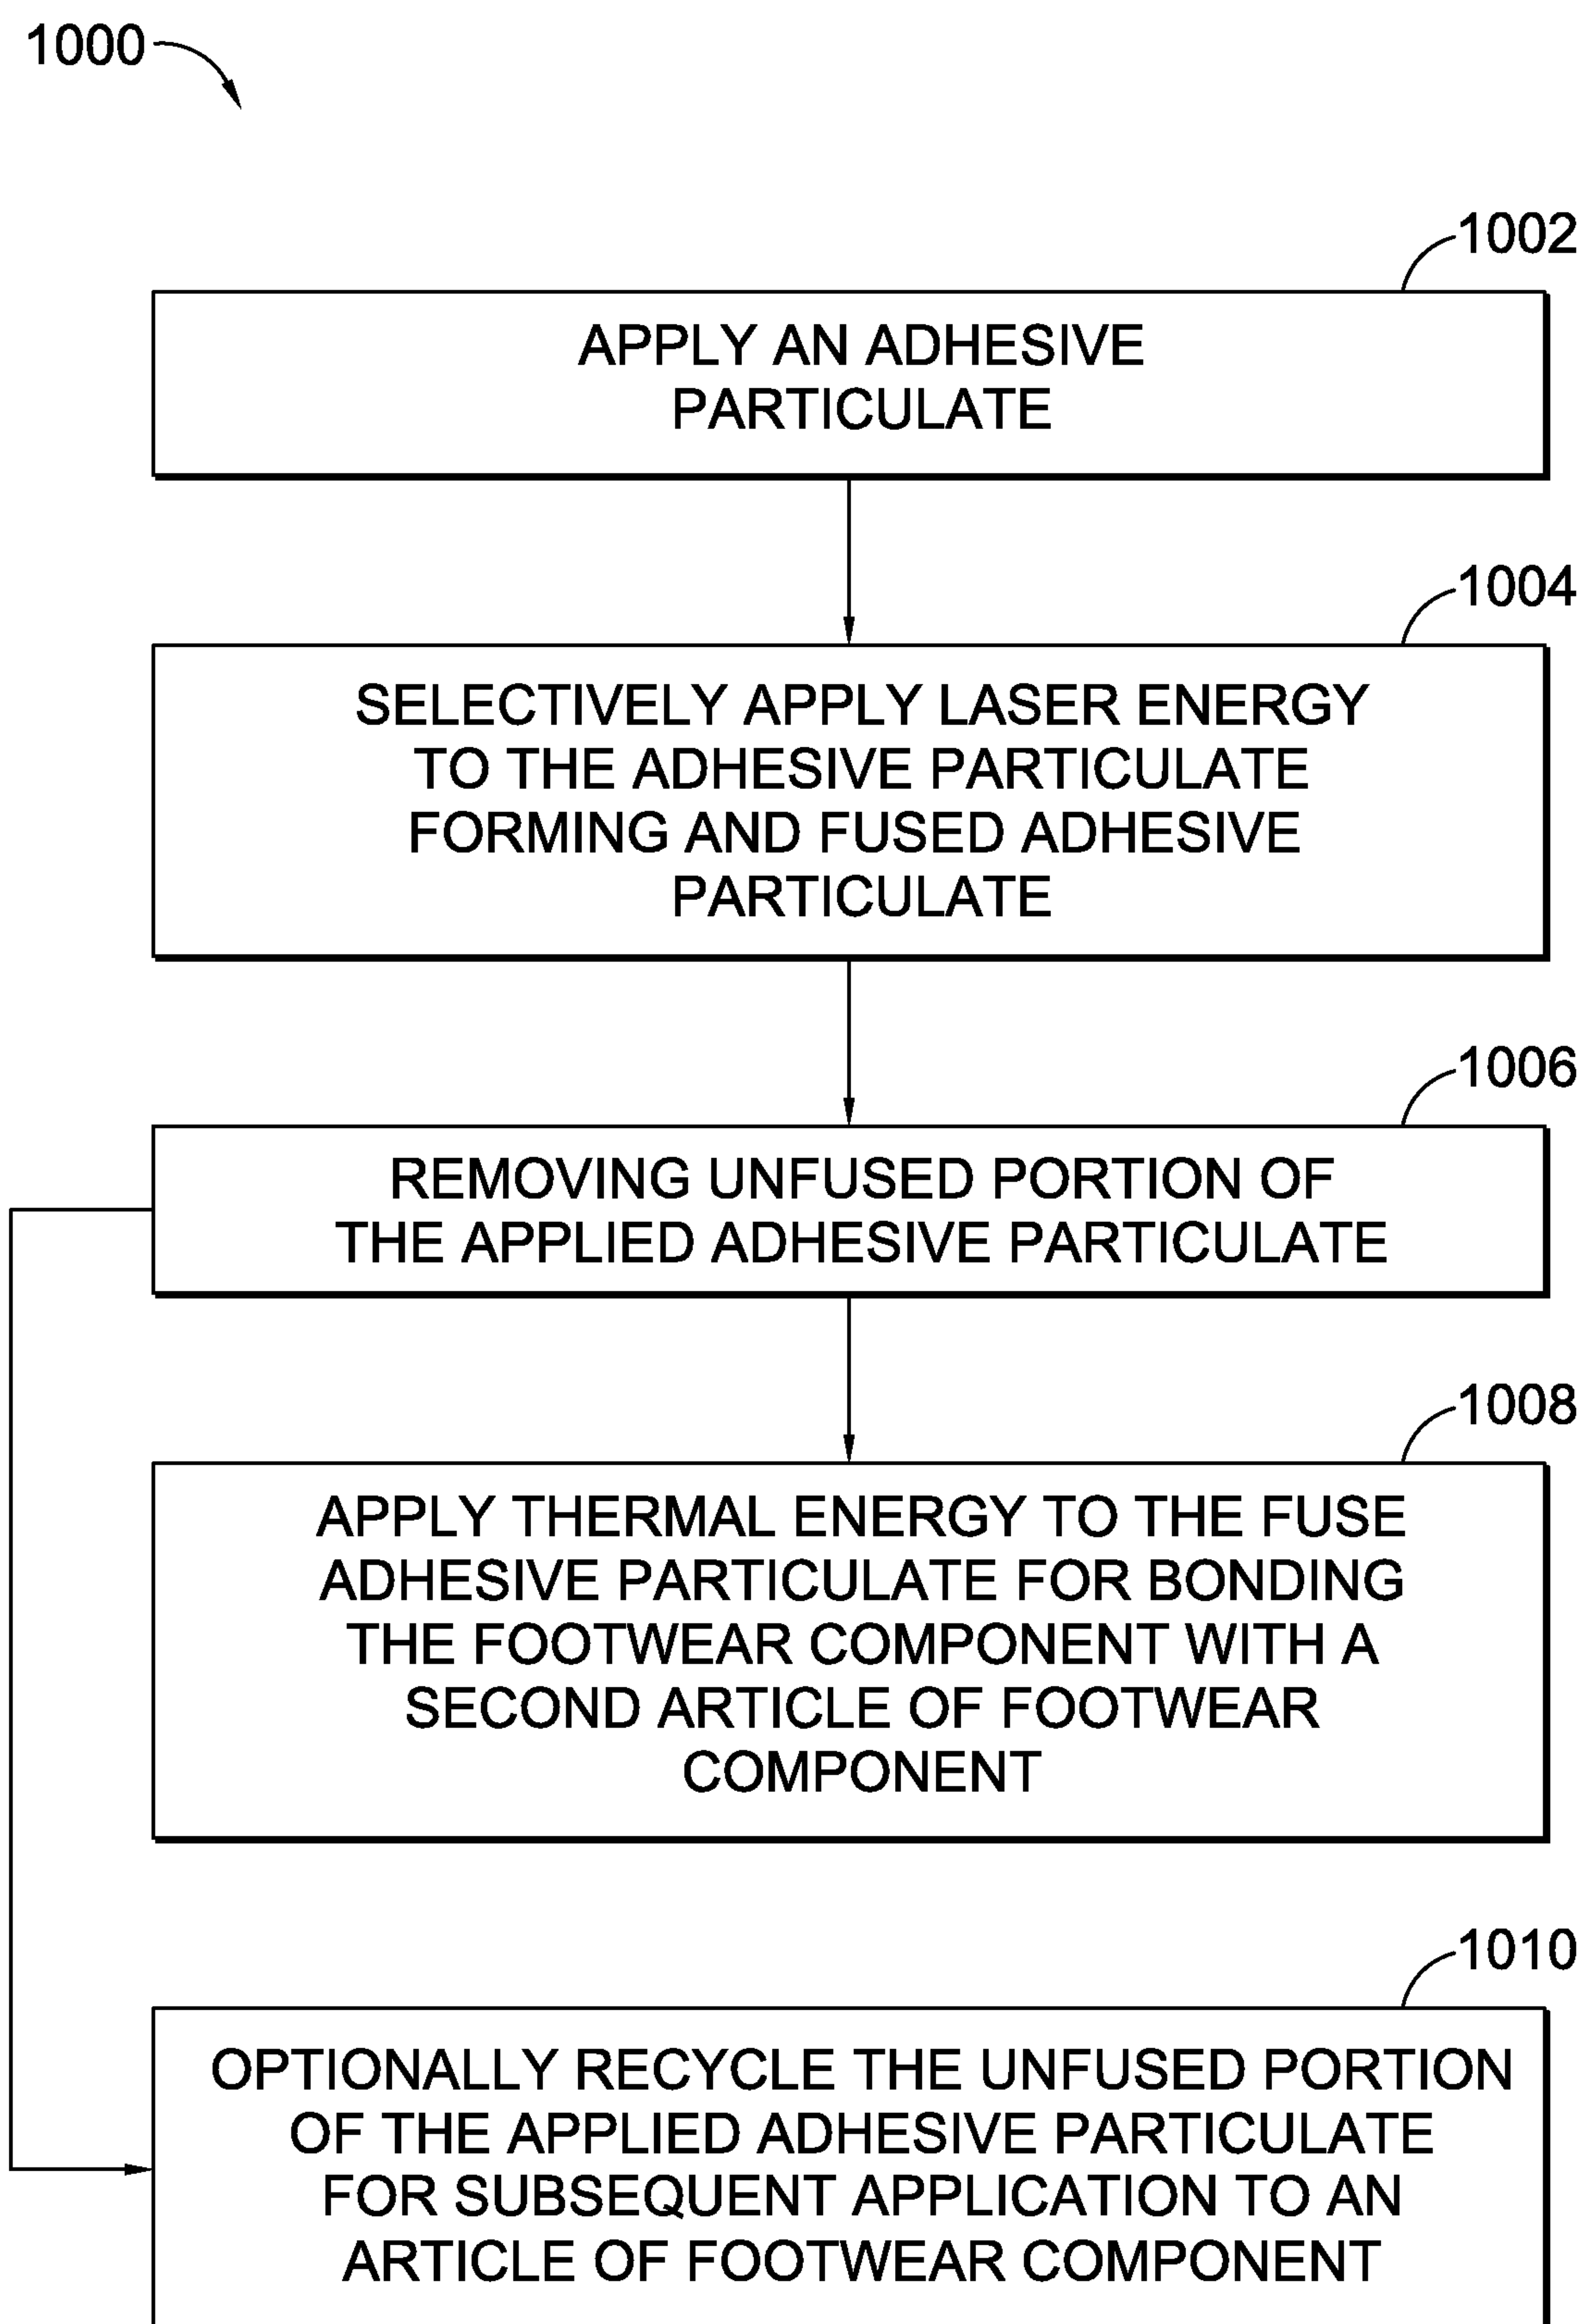 1000
1002
APPLY AN ADHESIVE
PARTICULATE
1004
SELECTIVELY APPLY LASER ENERGY
TO THE ADHESIVE PARTICULATE
FORMING AND FUSED ADHESIVE
PARTICULATE
1006
REMOVING UNFUSED PORTION OF
THE APPLIED ADHESIVE PARTICULATE
1008
APPLY THERMAL ENERGY TO THE FUSE
ADHESIVE PARTICULATE FOR BONDING
THE FOOTWEAR COMPONENT WITH A
SECOND ARTICLE OF FOOTWEAR
COMPONENT
1010
OPTIONALLY RECYCLE THE UNFUSED PORTION
OF THE APPLIED ADHESIVE PARTICULATE
FOR SUBSEQUENT APPLICATION TO AN
ARTICLE OF FOOTWEAR COMPONENT